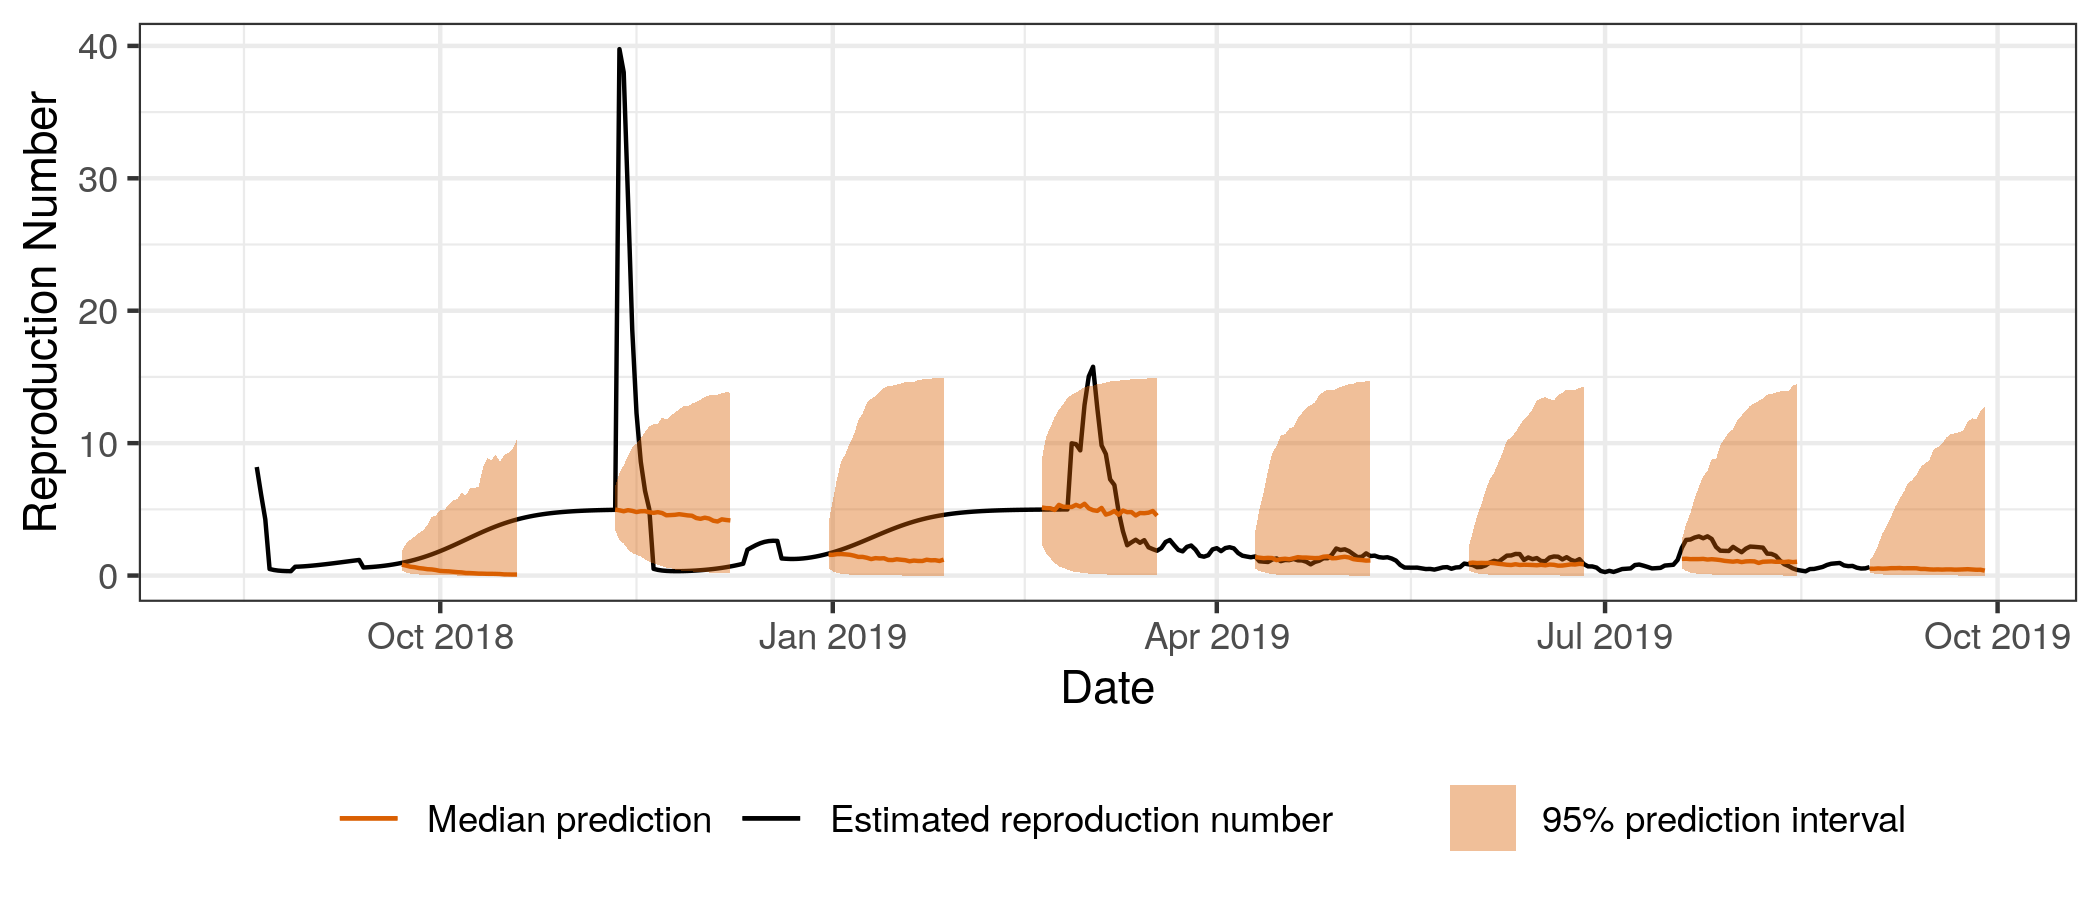 Reproduction Number
40
30
20
10
0
Oct 2018
Jan 2019
Apr 2019
Jul 2019
Oct 2019
Date
Median prediction
Estimated reproduction number
95% prediction interval